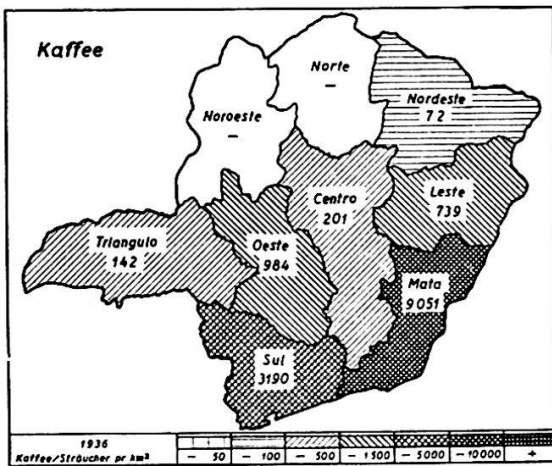 Kaffee
Norte
–
Noroeste
–
Nordeste
72
Centro
201
Leste
739
Triangulo
142
Oeste
984
Mata
9051
Sul
3190
1936
Kaffee/Sträucher pr km²
– 50 – 100 – 500 – 1500 – 5000 – 10000 +